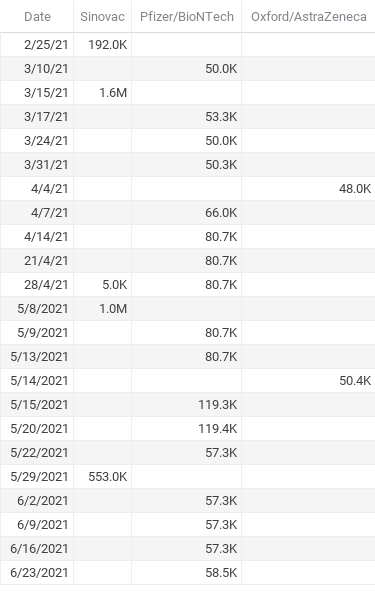 Date Sinovac Pfizer/BioNTech Oxford/AstraZeneca
2/25/21 192.0K
3/10/21 50.0K
3/15/21 1.6M
3/17/21 53.3K
3/24/21 50.0K
3/31/21 50.3K
4/4/21 48.0K
4/7/21 66.0K
4/14/21 80.7K
21/4/21 80.7K
28/4/21 5.0K 80.7K
5/8/2021 1.0M
5/9/2021 80.7K
5/13/2021 80.7K
5/14/2021 50.4K
5/15/2021 119.3K
5/20/2021 119.4K
5/22/2021 57.3K
5/29/2021 553.0K
6/2/2021 57.3K
6/9/2021 57.3K
6/16/2021 57.3K
6/23/2021 58.5K